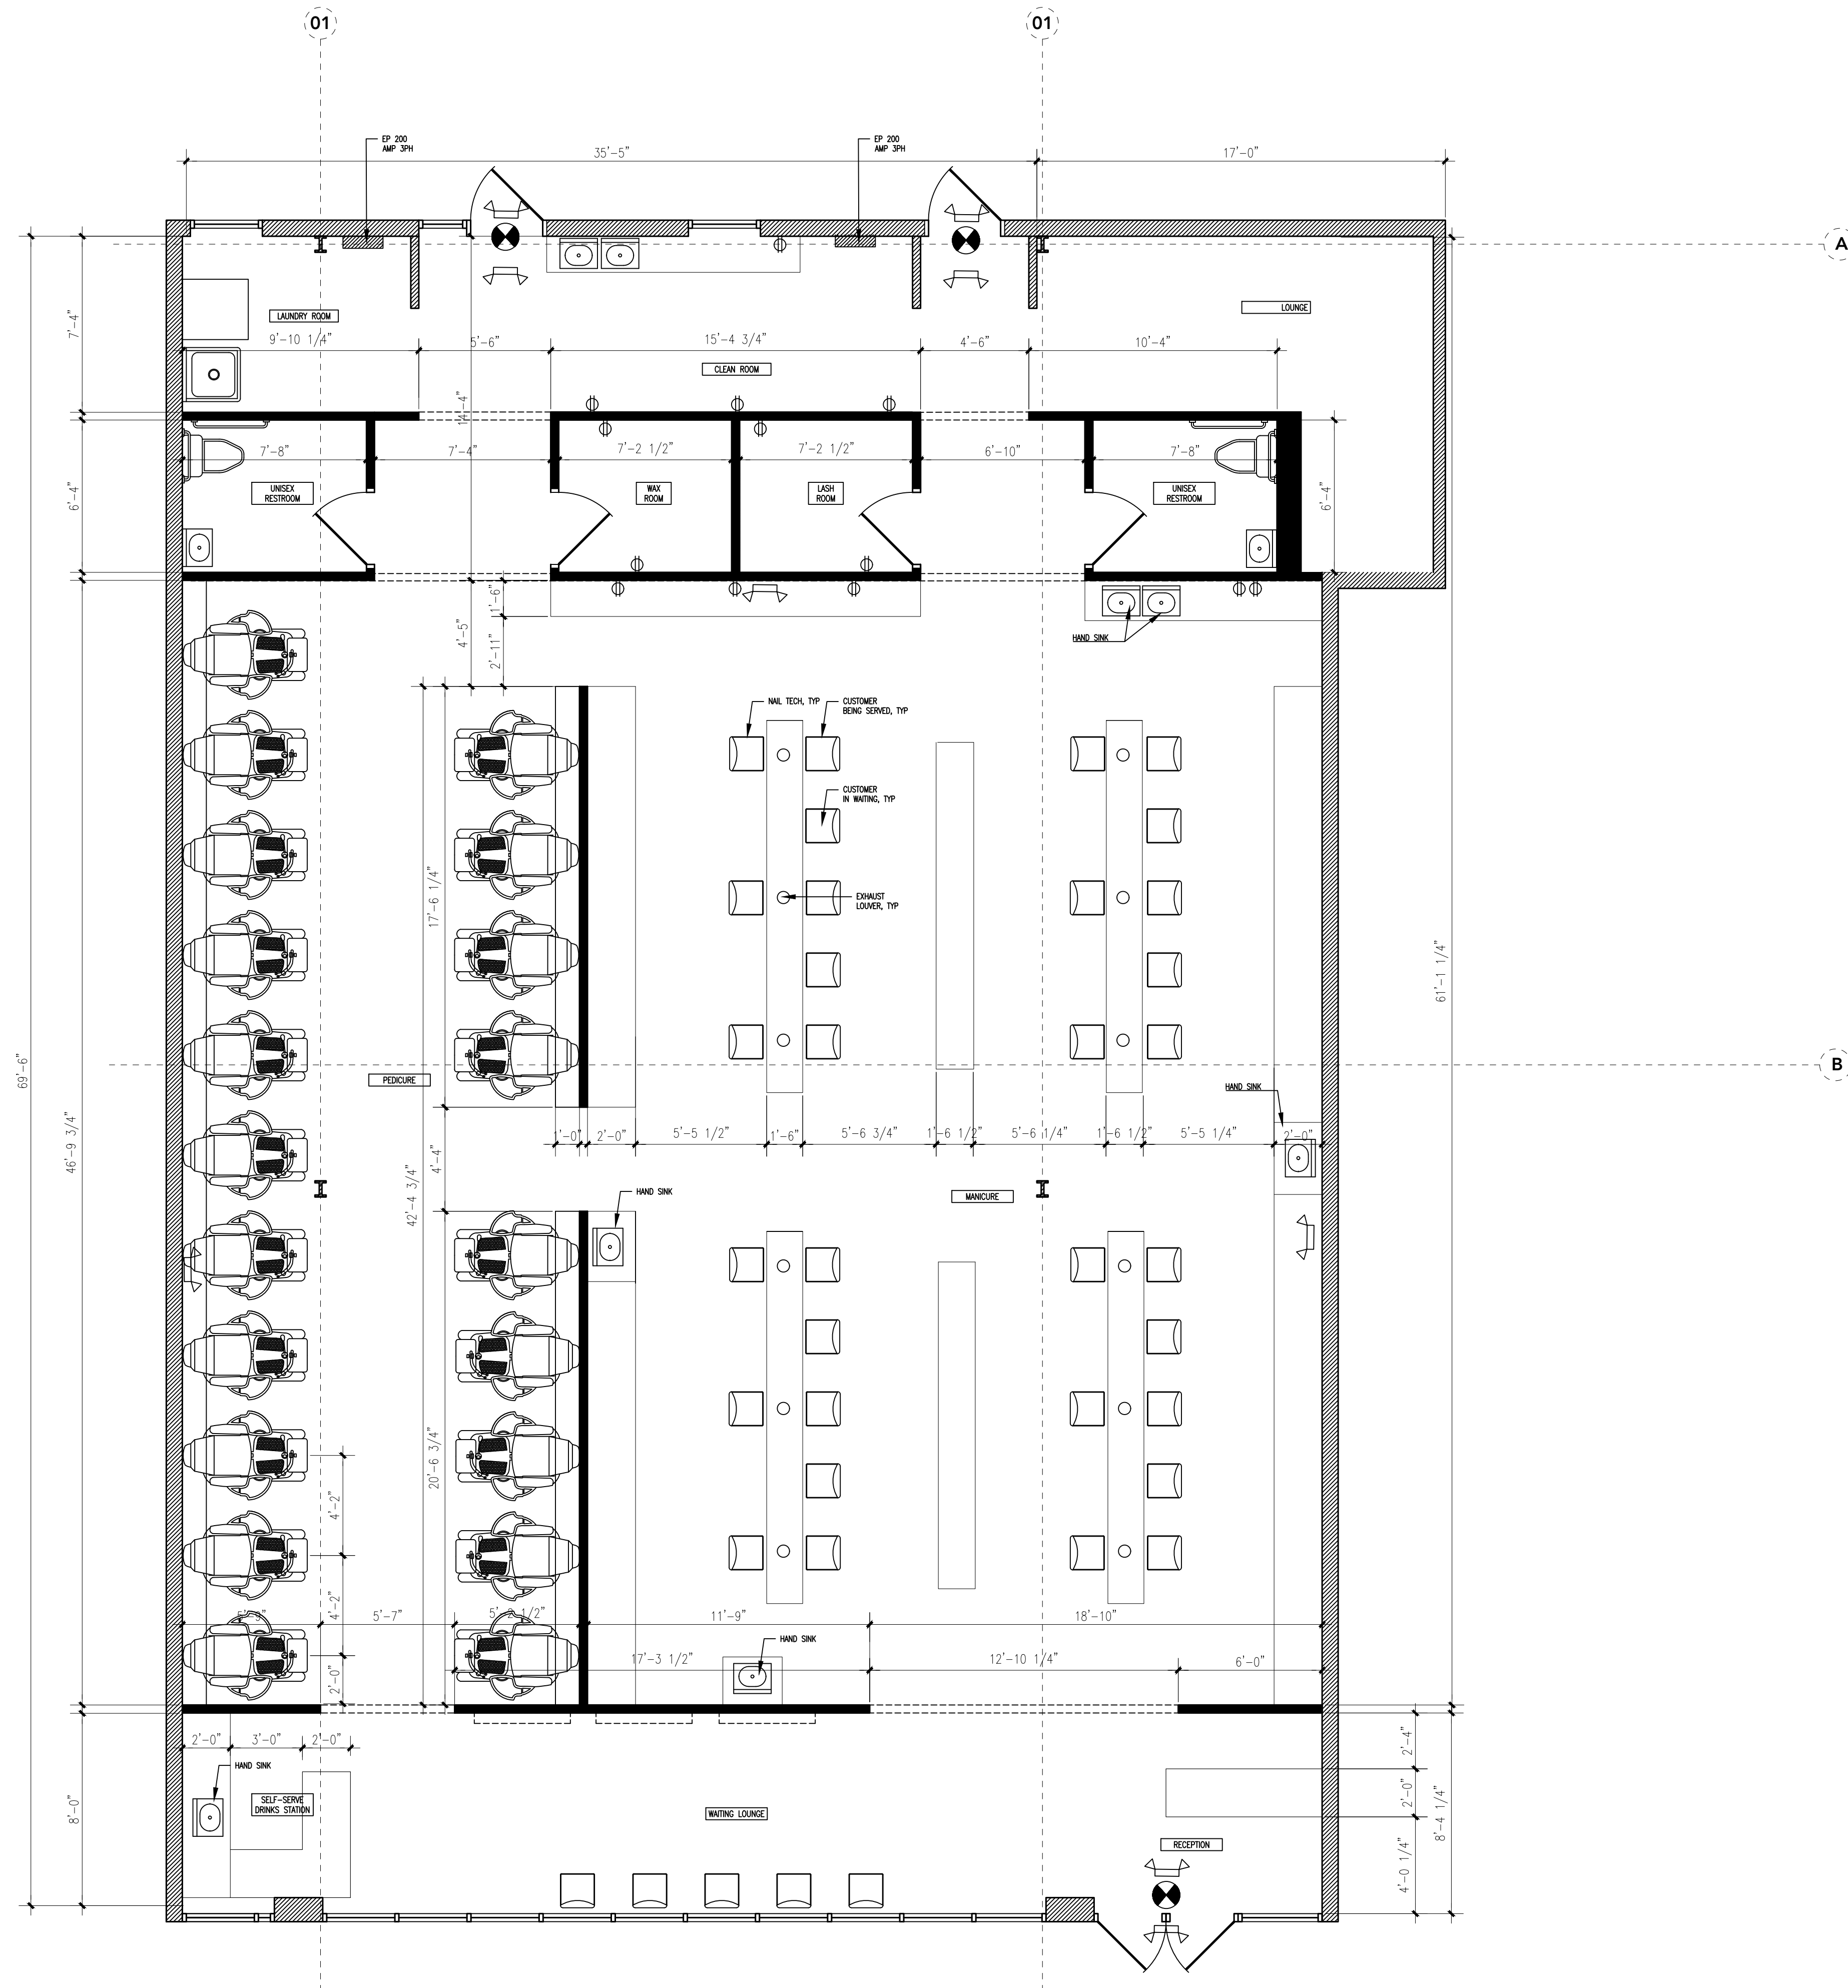 01
01
EP 200
AMP 3PH
EP 200
AMP 3PH
35'-5"
17'-0"
A
LAUNDRY ROOM
LOUNGE
7'-4"
9'-10 1/4"
5'-6"
15'-4 3/4"
4'-6"
10'-4"
CLEAN ROOM
14'-4"
7'-8"
7'-4"
7'-2 1/2"
7'-2 1/2"
6'-10"
7'-8"
UNISEX
RESTROOM
WAX
ROOM
LASH
ROOM
UNISEX
RESTROOM
6'-4"
6'-4"
1'-6"
4'-5"
2'-11"
HAND SINK
NAIL TECH, TYP
CUSTOMER
BEING SERVED, TYP
CUSTOMER
IN WAITING, TYP
EXHAUST
LOUVER, TYP
17'-6 1/4"
61'-1 1/4"
69'-6"
B
PEDICURE
HAND SINK
46'-9 3/4"
42'-4 3/4"
4'-4"
1'-0"
2'-0"
5'-5 1/2"
1'-6"
5'-6 3/4"
1'-6 1/2"
5'-6 1/4"
1'-6 1/2"
5'-5 1/4"
2'-0"
HAND SINK
MANICURE
20'-6 3/4"
4'-2"
4'-2"
5'-7"
11'-9"
18'-10"
HAND SINK
2'-0"
17'-3 1/2"
12'-10 1/4"
6'-0"
2'-0"
3'-0"
2'-0"
2'-4"
HAND SINK
SELF-SERVE
DRINKS STATION
WAITING LOUNGE
8'-0"
2'-0"
8'-4 1/4"
RECEPTION
4'-0 1/4"